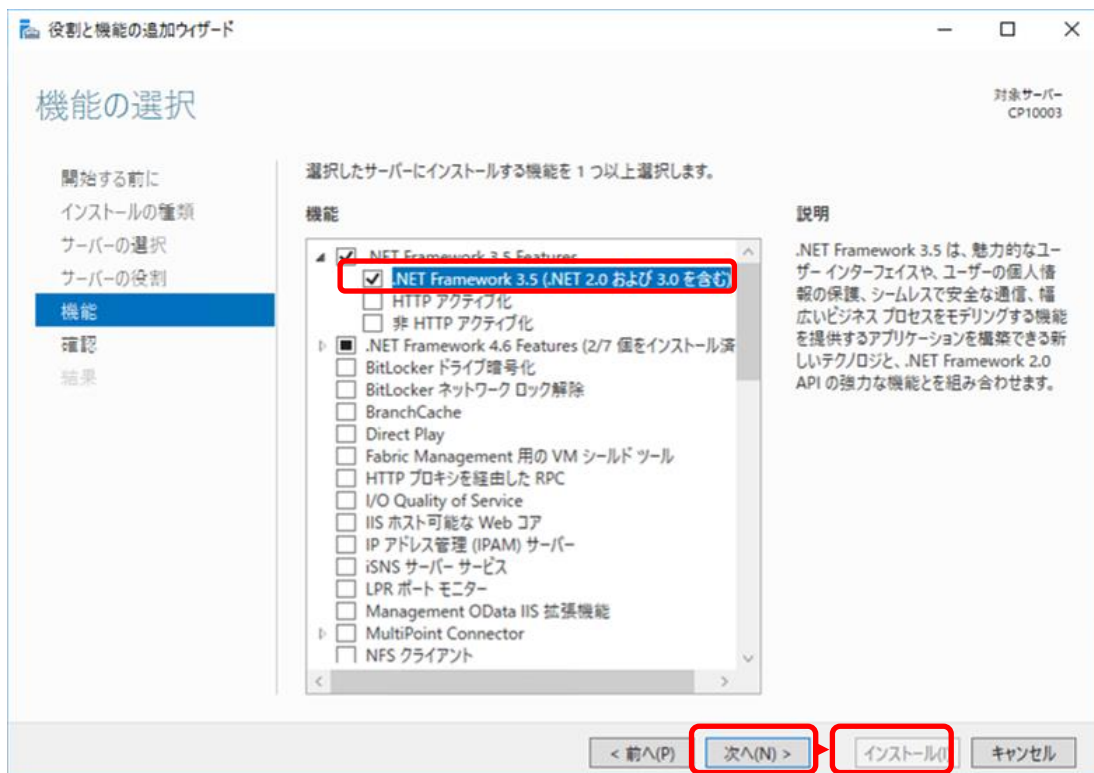 役割と機能の追加ウィザード
機能の選択
対象サーバー
CP10003
開始する前に
インストールの種類
サーバーの選択
サーバーの役割
機能
確認
結果
選択したサーバーにインストールする機能を 1 つ以上選択します。
機能
.NET Framework 3.5 Features
.NET Framework 3.5 (.NET 2.0 および 3.0 を含む)
HTTP アクティブ化
非 HTTP アクティブ化
.NET Framework 4.6 Features (2/7 個をインストール済
BitLocker ドライブ暗号化
BitLocker ネットワーク ロック解除
BranchCache
Direct Play
Fabric Management 用の VM シールド ツール
HTTP プロキシを経由した RPC
I/O Quality of Service
IIS ホスト可能な Web コア
IP アドレス管理 (IPAM) サーバー
iSNS サーバー サービス
LPR ポート モニター
Management OData IIS 拡張機能
MultiPoint Connector
NFS クライアント
説明
.NET Framework 3.5 は、魅力的なユー
ザー インターフェイスや、ユーザーの個人情
報の保護、シームレスで安全な通信、幅
広いビジネス プロセスをモデリングする機能
を提供するアプリケーションを構築できる新
しいテクノロジと、.NET Framework 2.0
API の強力な機能とを組み合わせます。
< 前へ(P)
次へ(N) >
インストール(I)
キャンセル